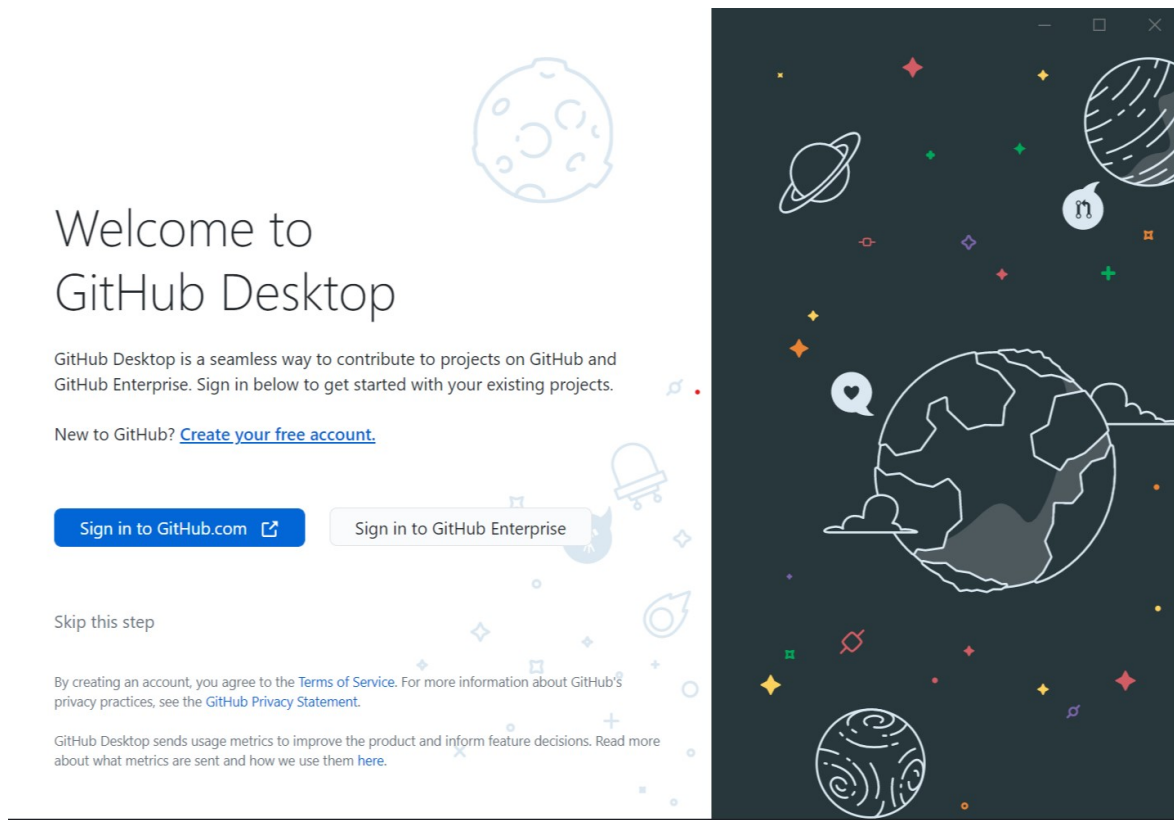 Welcome to
GitHub Desktop
GitHub Desktop is a seamless way to contribute to projects on GitHub and
GitHub Enterprise. Sign in below to get started with your existing projects.
New to GitHub? Create your free account.
Sign in to GitHub.com
Sign in to GitHub Enterprise
Skip this step
By creating an account, you agree to the Terms of Service. For more information about GitHub's
privacy practices, see the GitHub Privacy Statement.
GitHub Desktop sends usage metrics to improve the product and inform feature decisions. Read more
about what metrics are sent and how we use them here.